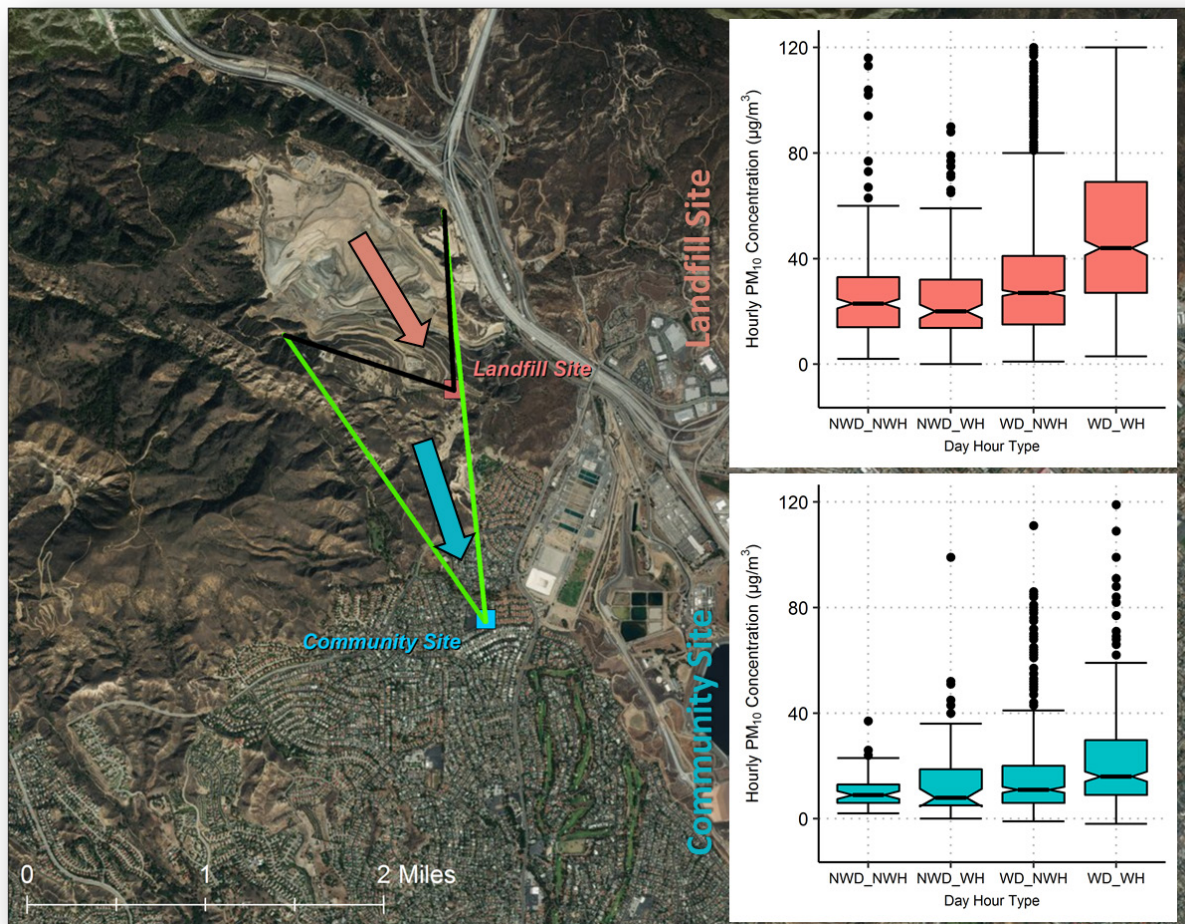 Landfill Site
Community Site
0
1
2 Miles
Landfill Site
120
80
40
0
Hourly PM₁₀ Concentration (µg/m³)
NWD_NWH
NWD_WH
WD_NWH
WD_WH
Day Hour Type
Community Site
120
80
40
0
Hourly PM₁₀ Concentration (µg/m³)
NWD_NWH
NWD_WH
WD_NWH
WD_WH
Day Hour Type